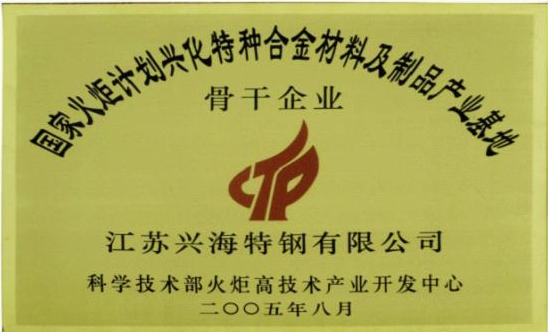 国家火炬计划兴化特种合金材料及制品产业基地
骨干企业
CTP
江苏兴海特钢有限公司
科学技术部火炬高技术产业开发中心
二〇〇五年八月